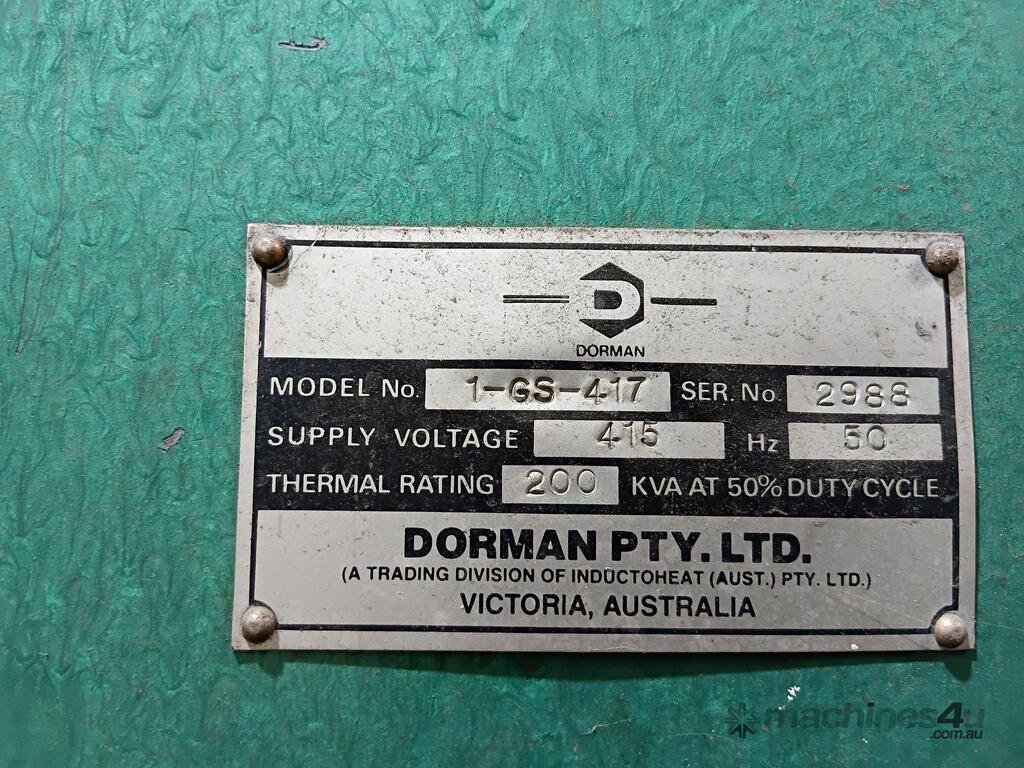 D
DORMAN
MODEL No. 1-GS-417 SER. No. 2988
SUPPLY VOLTAGE 415 Hz 50
THERMAL RATING 200 KVA AT 50% DUTY CYCLE
DORMAN PTY. LTD.
(A TRADING DIVISION OF INDUCTOHEAT (AUST.) PTY. LTD.)
VICTORIA, AUSTRALIA
machines4u
.com.au